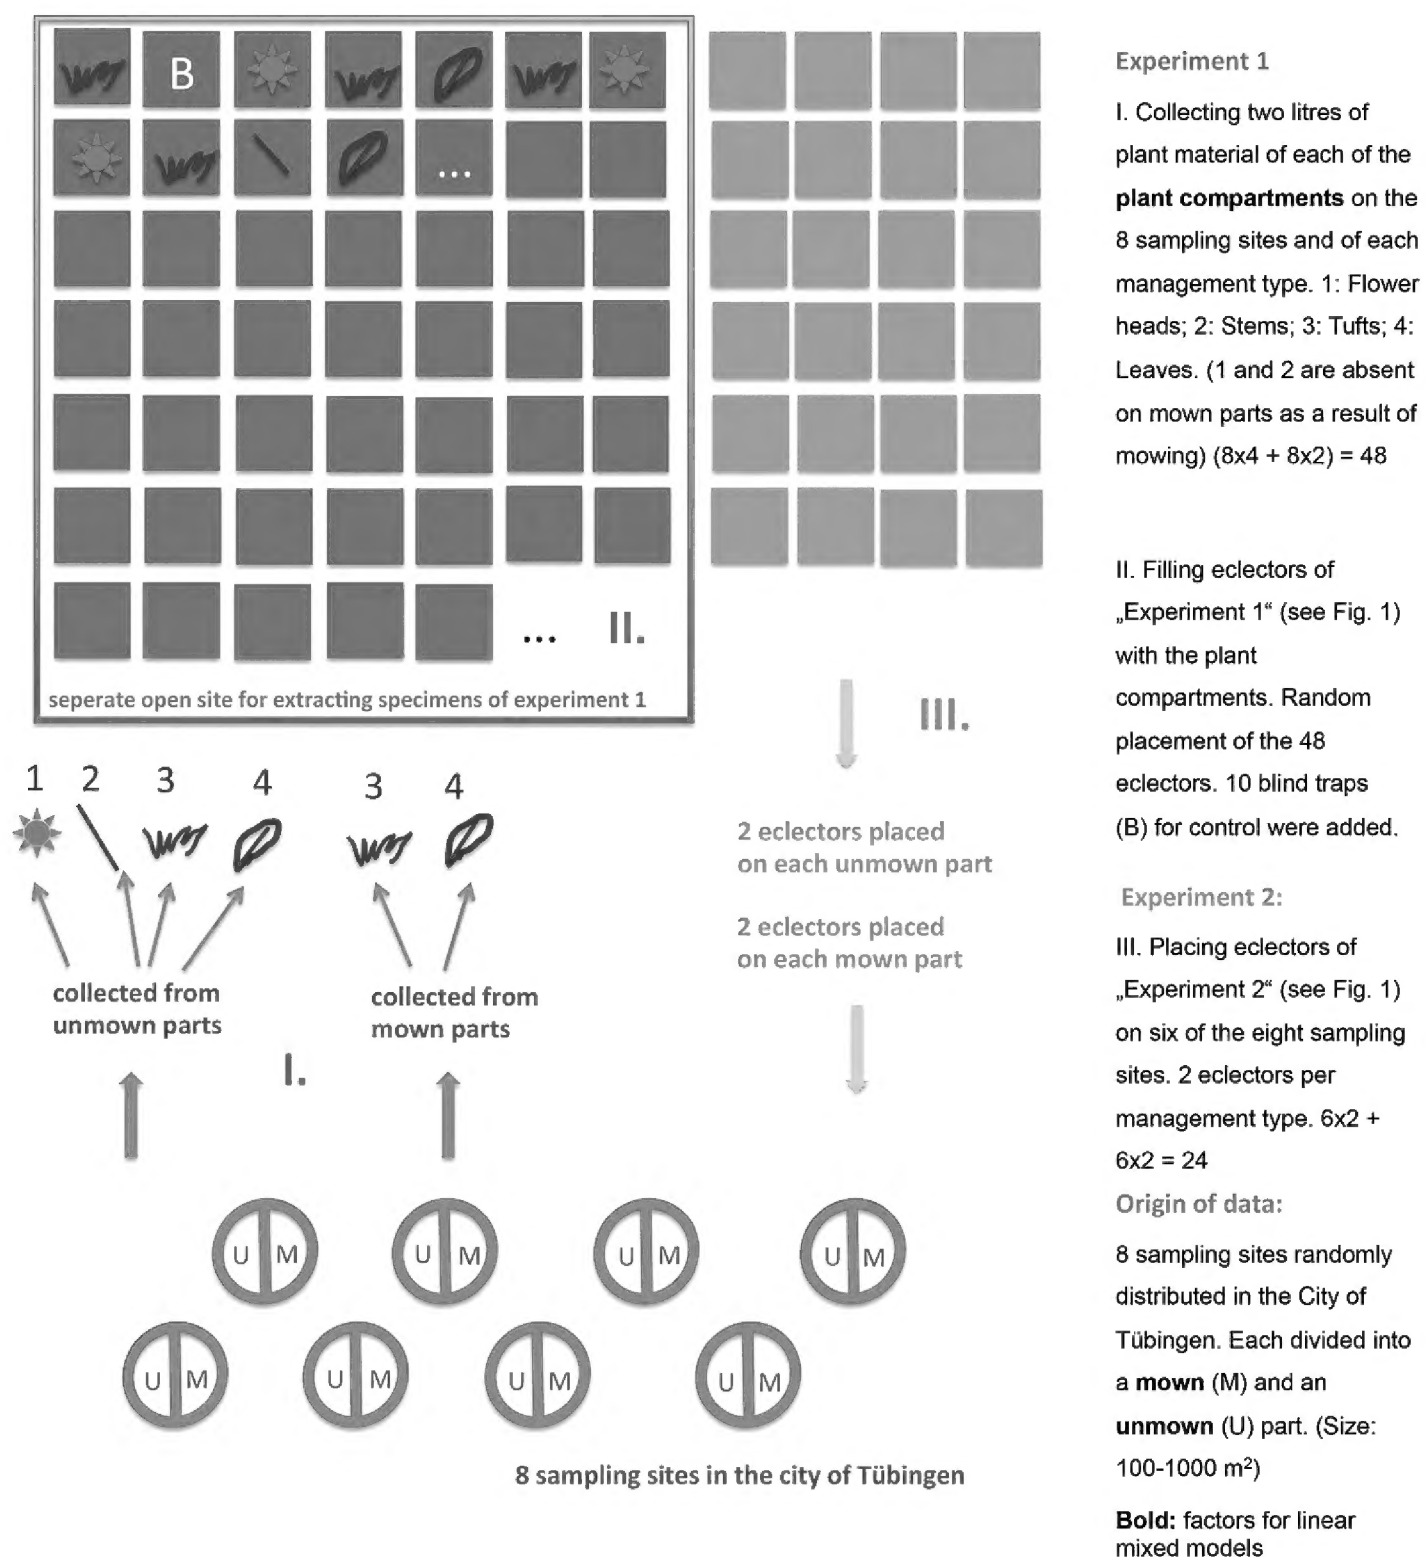 B
...
... II.
seperate open site for extracting specimens of experiment 1
III.
1 2 3 4 3 4
2 eclectors placed
on each unmown part
2 eclectors placed
on each mown part
collected from
unmown parts
collected from
mown parts
I.
U M U M U M U M
U M U M U M U M
8 sampling sites in the city of Tübingen
Experiment 1
I. Collecting two litres of
plant material of each of the
plant compartments on the
8 sampling sites and of each
management type. 1: Flower
heads; 2: Stems; 3: Tufts; 4:
Leaves. (1 and 2 are absent
on mown parts as a result of
mowing) (8x4 + 8x2) = 48
II. Filling eclectors of
„Experiment 1“ (see Fig. 1)
with the plant
compartments. Random
placement of the 48
eclectors. 10 blind traps
(B) for control were added.
Experiment 2:
III. Placing eclectors of
„Experiment 2“ (see Fig. 1)
on six of the eight sampling
sites. 2 eclectors per
management type. 6x2 +
6x2 = 24
Origin of data:
8 sampling sites randomly
distributed in the City of
Tübingen. Each divided into
a mown (M) and an
unmown (U) part. (Size:
100-1000 m²)
Bold: factors for linear
mixed models